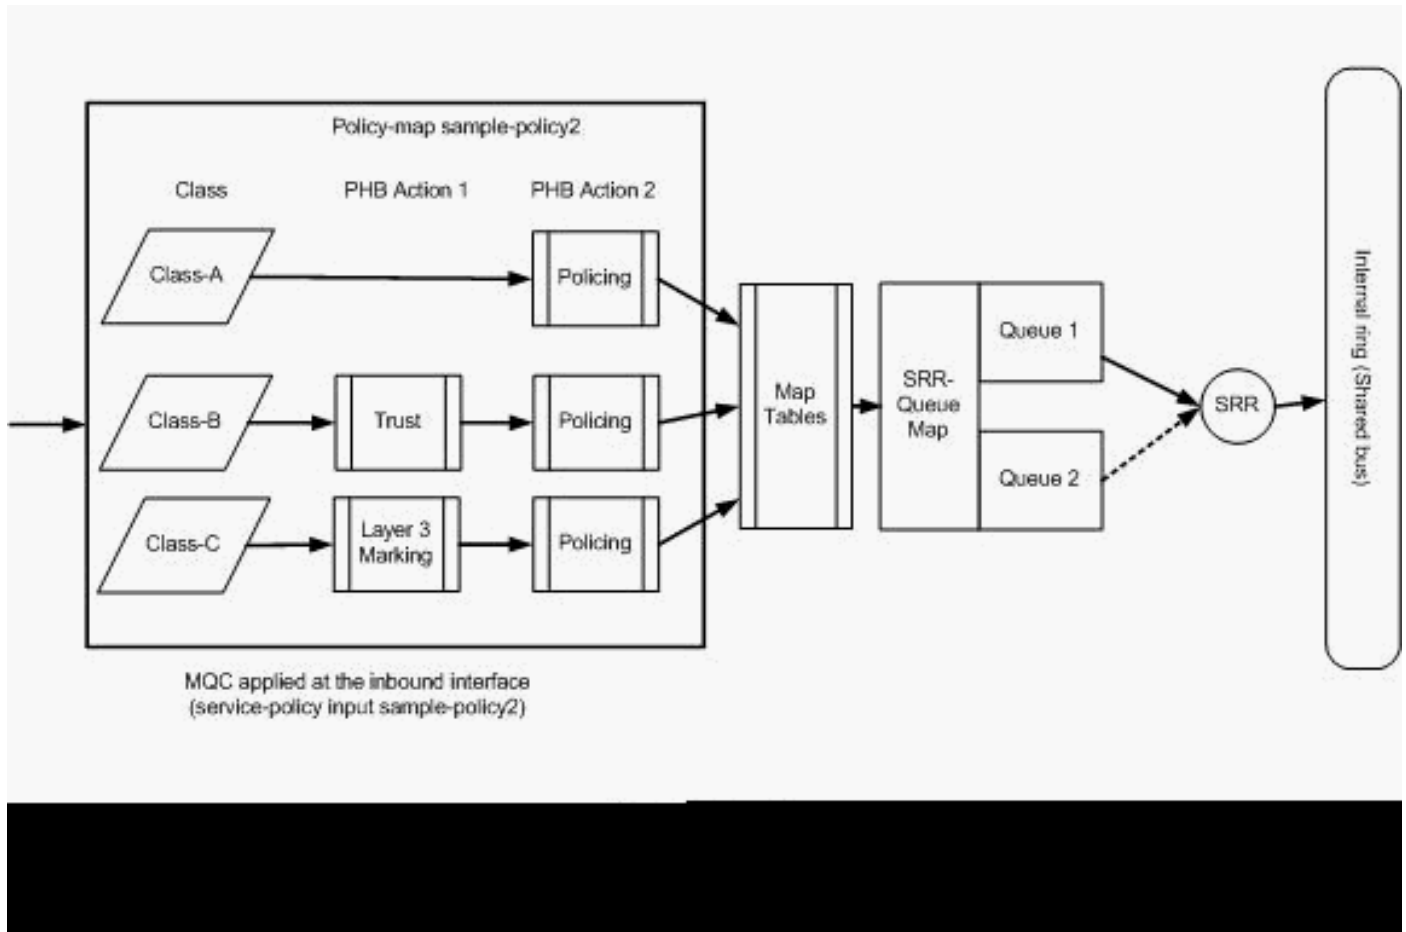 Policy-map sample-policy2
Class
PHB Action 1
PHB Action 2
Class-A
Policing
Class-B
Trust
Policing
Class-C
Layer 3
Marking
Policing
Map
Tables
SRR-
Queue
Map
Queue 1
Queue 2
SRR
Internal ring (Shared bus)
MQC applied at the inbound interface
(service-policy input sample-policy2)